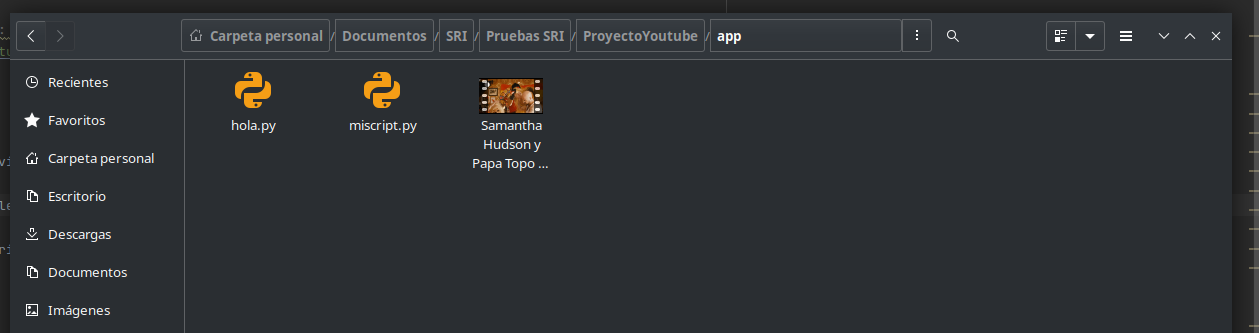 Carpeta personal / Documentos / SRI / Pruebas SRI / ProyectoYoutube / app
Recientes
Favoritos
Carpeta personal
Escritorio
Descargas
Documentos
Imágenes
hola.py
miscript.py
Samantha
Hudson y
Papa Topo ...